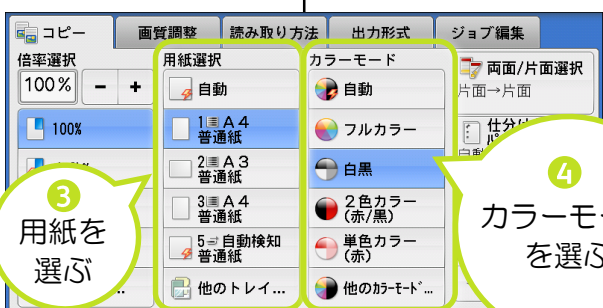 コピー
画質調整
読み取り方法
出力形式
ジョブ編集
倍率選択
100%
－
＋
100%
用紙選択
自動
1 A4
普通紙
2 A3
普通紙
3 A4
普通紙
5 自動検知
普通紙
他のトレイ...
カラーモード
自動
フルカラー
白黒
2色カラー
(赤/黒)
単色カラー
(赤)
他のｶﾗｰﾓｰﾄﾞ...
両面/片面選択
片面→片面
3
用紙を
選ぶ
4
カラーモー
を選ぶ